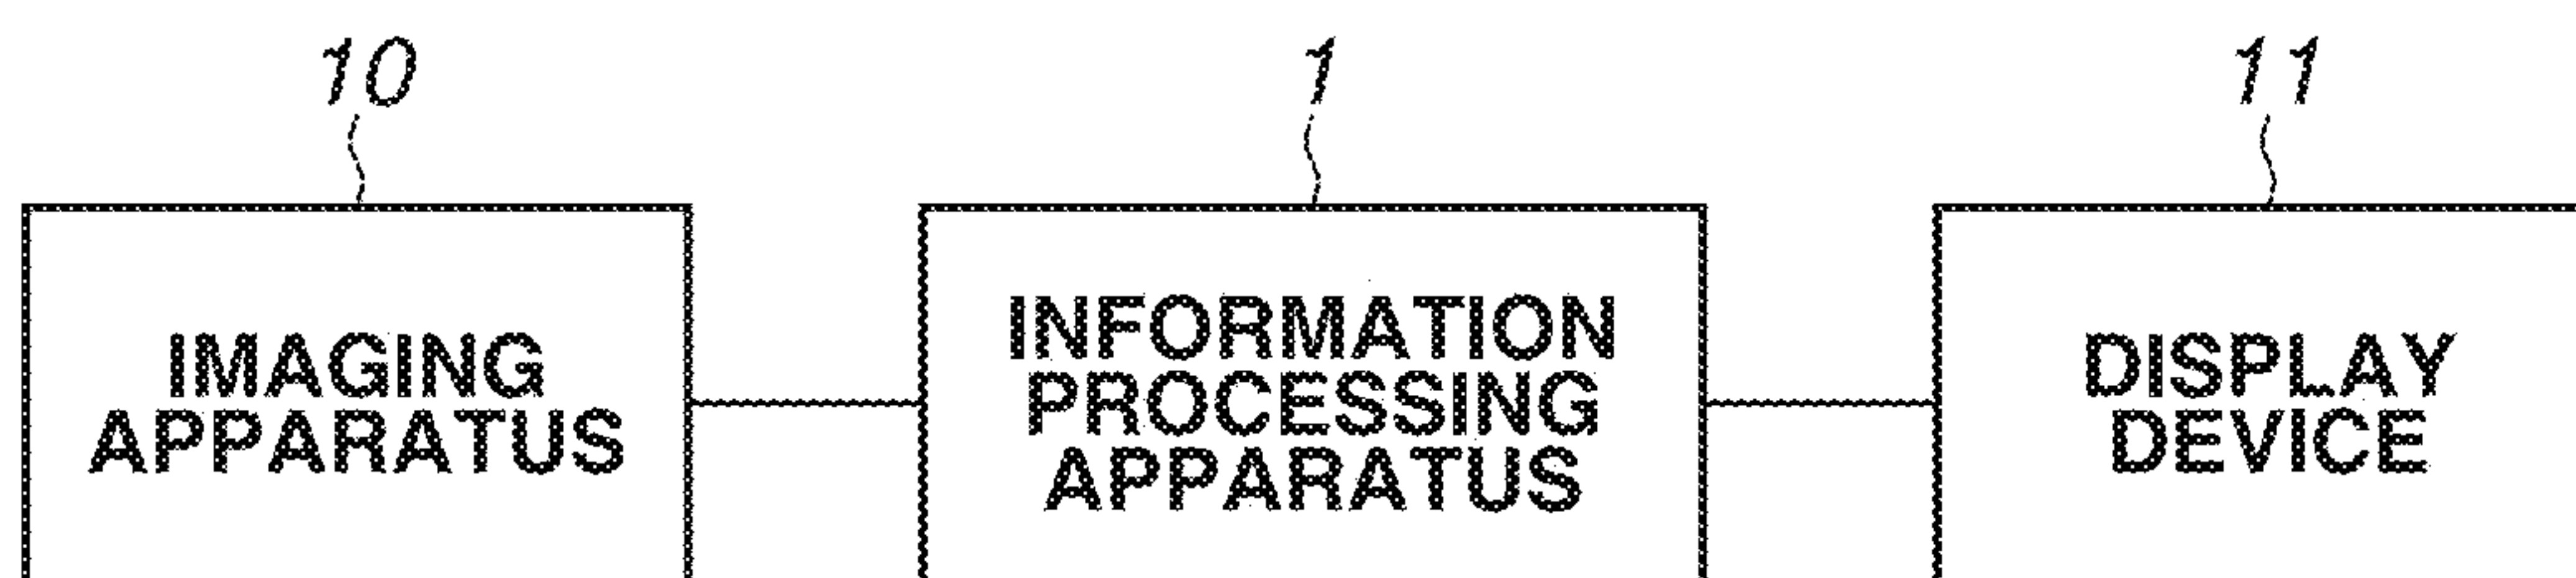 10
1
11
IMAGING
APPARATUS
INFORMATION
PROCESSING
APPARATUS
DISPLAY
DEVICE